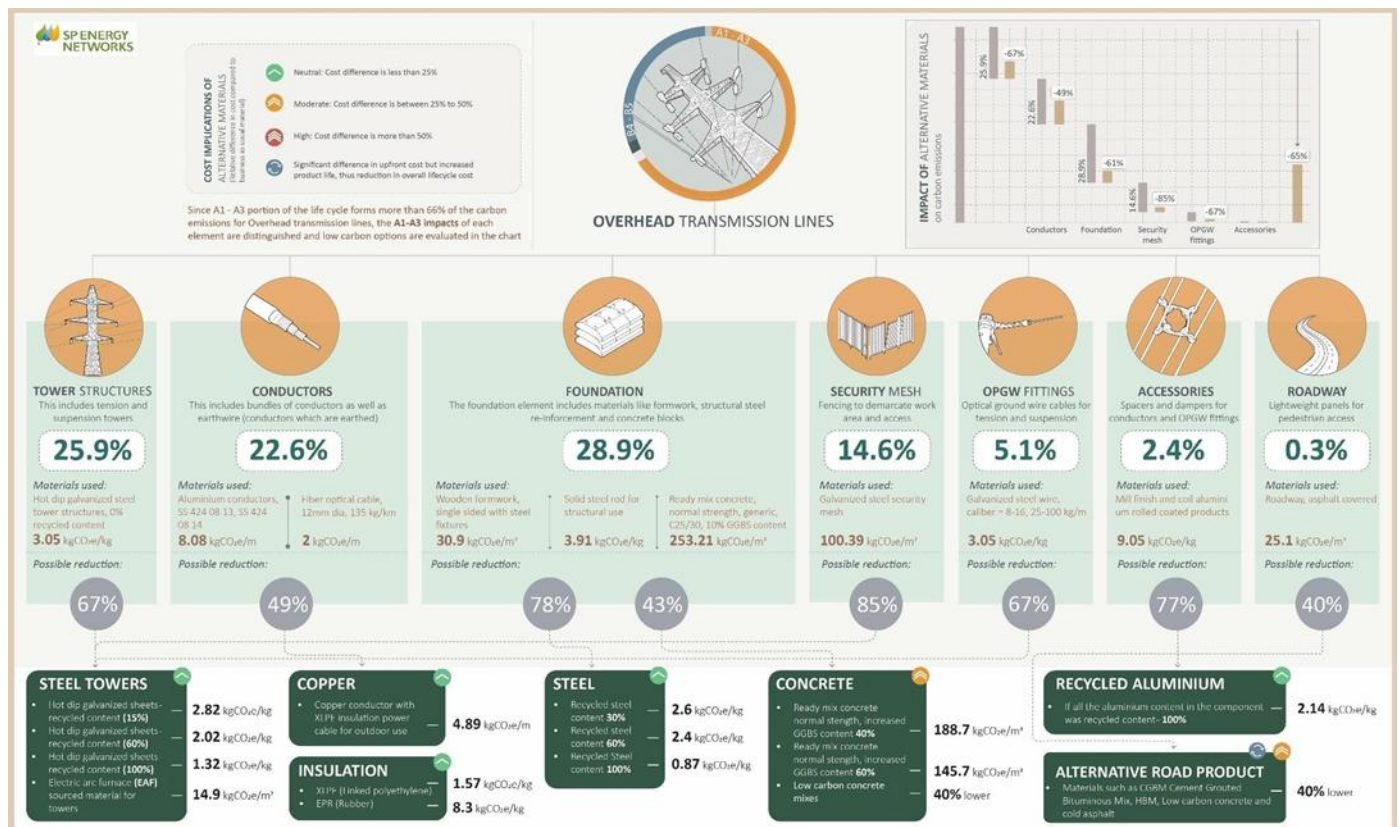 SP ENERGY
NETWORKS
COST IMPLICATIONS OF
ALTERNATIVE MATERIALS
(Relative difference in cost compared to
business as usual material)
Neutral: Cost difference is less than 25%
Moderate: Cost difference is between 25% to 50%
High: Cost difference is more than 50%
Significant difference in upfront cost but increased
product life, thus reduction in overall lifecycle cost
Since A1 - A3 portion of the life cycle forms more than 66% of the carbon
emissions for Overhead transmission lines, the A1-A3 impacts of each
element are distinguished and low carbon options are evaluated in the chart
A1 - A3
B4 - B5
OVERHEAD TRANSMISSION LINES
IMPACT OF ALTERNATIVE MATERIALS
on carbon emissions
25.9%
-67%
22.6%
-49%
28.9%
-61%
14.6%
-85%
-67%
-65%
Conductors
Foundation
Security
mesh
OPGW
fittings
Accessories
TOWER STRUCTURES
This includes tension and
suspension towers
25.9%
Materials used:
Hot dip galvanized steel
tower structures, 0%
recycled content
3.05 kgCO₂e/kg
Possible reduction:
67%
CONDUCTORS
This includes bundles of conductors as well as
earthwire (conductors which are earthed)
22.6%
Materials used:
Aluminium conductors,
SS 424 08 13, SS 424
08 14
8.08 kgCO₂e/m
Fiber optical cable,
12mm dia, 135 kg/km
2 kgCO₂e/m
Possible reduction:
49%
FOUNDATION
The foundation element includes materials like formwork, structural steel
re-inforcement and concrete blocks
28.9%
Materials used:
Wooden formwork,
single sided with steel
fixtures
30.9 kgCO₂e/m²
Solid steel rod for
structural use
3.91 kgCO₂e/kg
Ready mix concrete,
normal strength, generic,
C25/30, 10% GGBS content
253.21 kgCO₂e/m³
Possible reduction:
78%
43%
SECURITY MESH
Fencing to demarcate work
area and access
14.6%
Materials used:
Galvanized steel security
mesh
100.39 kgCO₂e/m²
Possible reduction:
85%
OPGW FITTINGS
Optical ground wire cables for
tension and suspension
5.1%
Materials used:
Galvanized steel wire,
caliber = 8-16, 25-100 kg/m
3.05 kgCO₂e/kg
Possible reduction:
67%
ACCESSORIES
Spacers and dampers for
conductors and OPGW fittings
2.4%
Materials used:
Mill finish and coil alumini
um rolled coated products
9.05 kgCO₂e/kg
Possible reduction:
77%
ROADWAY
Lightweight panels for
pedestrian access
0.3%
Materials used:
Roadway, asphalt covered
25.1 kgCO₂e/m²
Possible reduction:
40%
STEEL TOWERS
• Hot dip galvanized sheets-
recycled content (15%)
2.82 kgCO₂e/kg
• Hot dip galvanized sheets-
recycled content (60%)
2.02 kgCO₂e/kg
• Hot dip galvanized sheets-
recycled content (100%)
1.32 kgCO₂e/kg
• Electric arc furnace (EAF)
sourced material for
towers
14.9 kgCO₂e/m²
COPPER
• Copper conductor with
XLPE insulation power
cable for outdoor use
4.89 kgCO₂e/m
INSULATION
• XLPE (Linked polyethylene)
1.57 kgCO₂e/kg
• EPR (Rubber)
8.3 kgCO₂e/kg
STEEL
• Recycled steel
content 30%
2.6 kgCO₂e/kg
• Recycled steel
content 60%
2.4 kgCO₂e/kg
• Recycled Steel
content 100%
0.87 kgCO₂e/kg
CONCRETE
• Ready mix concrete
normal stength, increased
GGBS content 40%
188.7 kgCO₂e/m³
• Ready mix concrete
normal strength, increased
GGBS content 60%
145.7 kgCO₂e/m³
• Low carbon concrete
mixes
40% lower
RECYCLED ALUMINIUM
• If all the aluminium content in the component
was recycled content- 100%
2.14 kgCO₂e/kg
ALTERNATIVE ROAD PRODUCT
• Materials such as CGBM Cement Grouted
Bituminous Mix, HBM, Low carbon concrete and
cold asphalt
40% lower